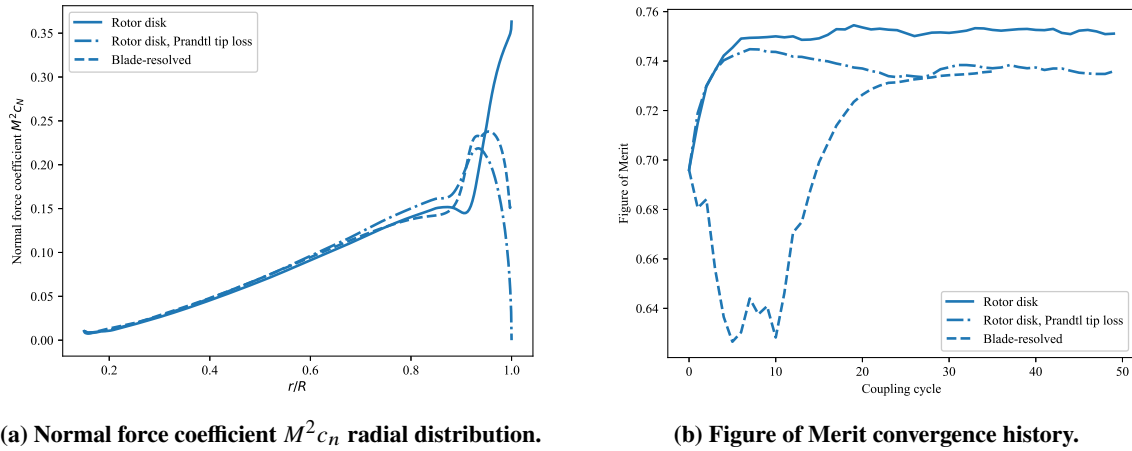 0.35
0.30
0.25
0.20
0.15
0.10
0.05
0.00
Normal force coefficient M²c_N
Rotor disk
Rotor disk, Prandtl tip loss
Blade-resolved
0.2 0.4 0.6 0.8 1.0
r/R
(a) Normal force coefficient M²c_n radial distribution.
0.76
0.74
0.72
0.70
0.68
0.66
0.64
Figure of Merit
Rotor disk
Rotor disk, Prandtl tip loss
Blade-resolved
0 10 20 30 40 50
Coupling cycle
(b) Figure of Merit convergence history.